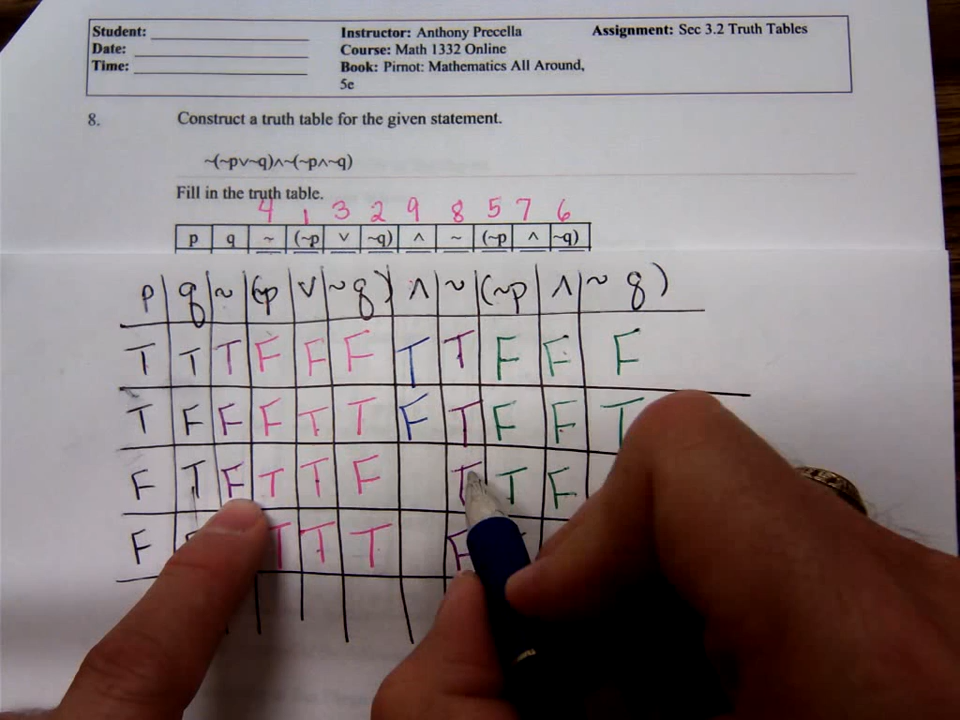 Student: Instructor: Anthony Precella Assignment: Sec 3.2 Truth Tables
Date: Course: Math 1332 Online
Time: Book: Pirnot: Mathematics All Around,
5e
8. Construct a truth table for the given statement.
~(~p∨~q)∧~(~p∧~q)
Fill in the truth table.
4 1 3 2 9 8 5 7 6
p q ~ (~p ∨ ~q) ∧ ~ (~p ∧ ~q)
p q ~ (~p ∨ ~q) ∧ ~ (~p ∧ ~q)
T T T F F F T T F F F
T F F F T T F T F F T
F T F T T F T T F
F T T T F